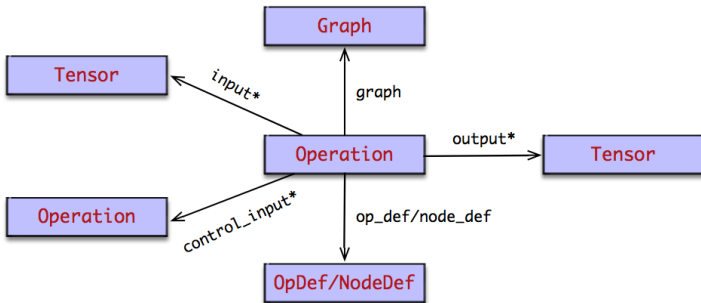 Graph
Tensor
input*
graph
Operation
output*
Tensor
Operation
control_input*
op_def/node_def
OpDef/NodeDef